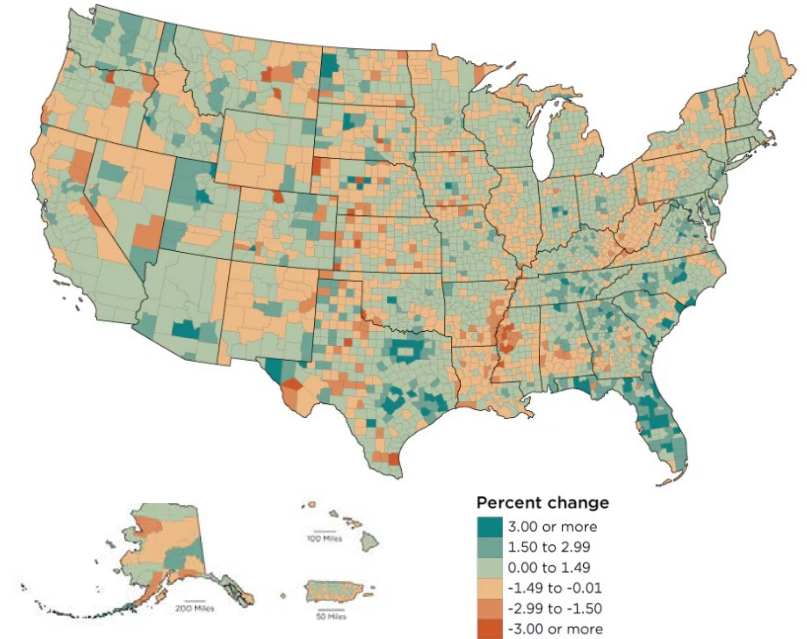 100 Miles
200 Miles
50 Miles
Percent change
3.00 or more
1.50 to 2.99
0.00 to 1.49
-1.49 to -0.01
-2.99 to -1.50
-3.00 or more